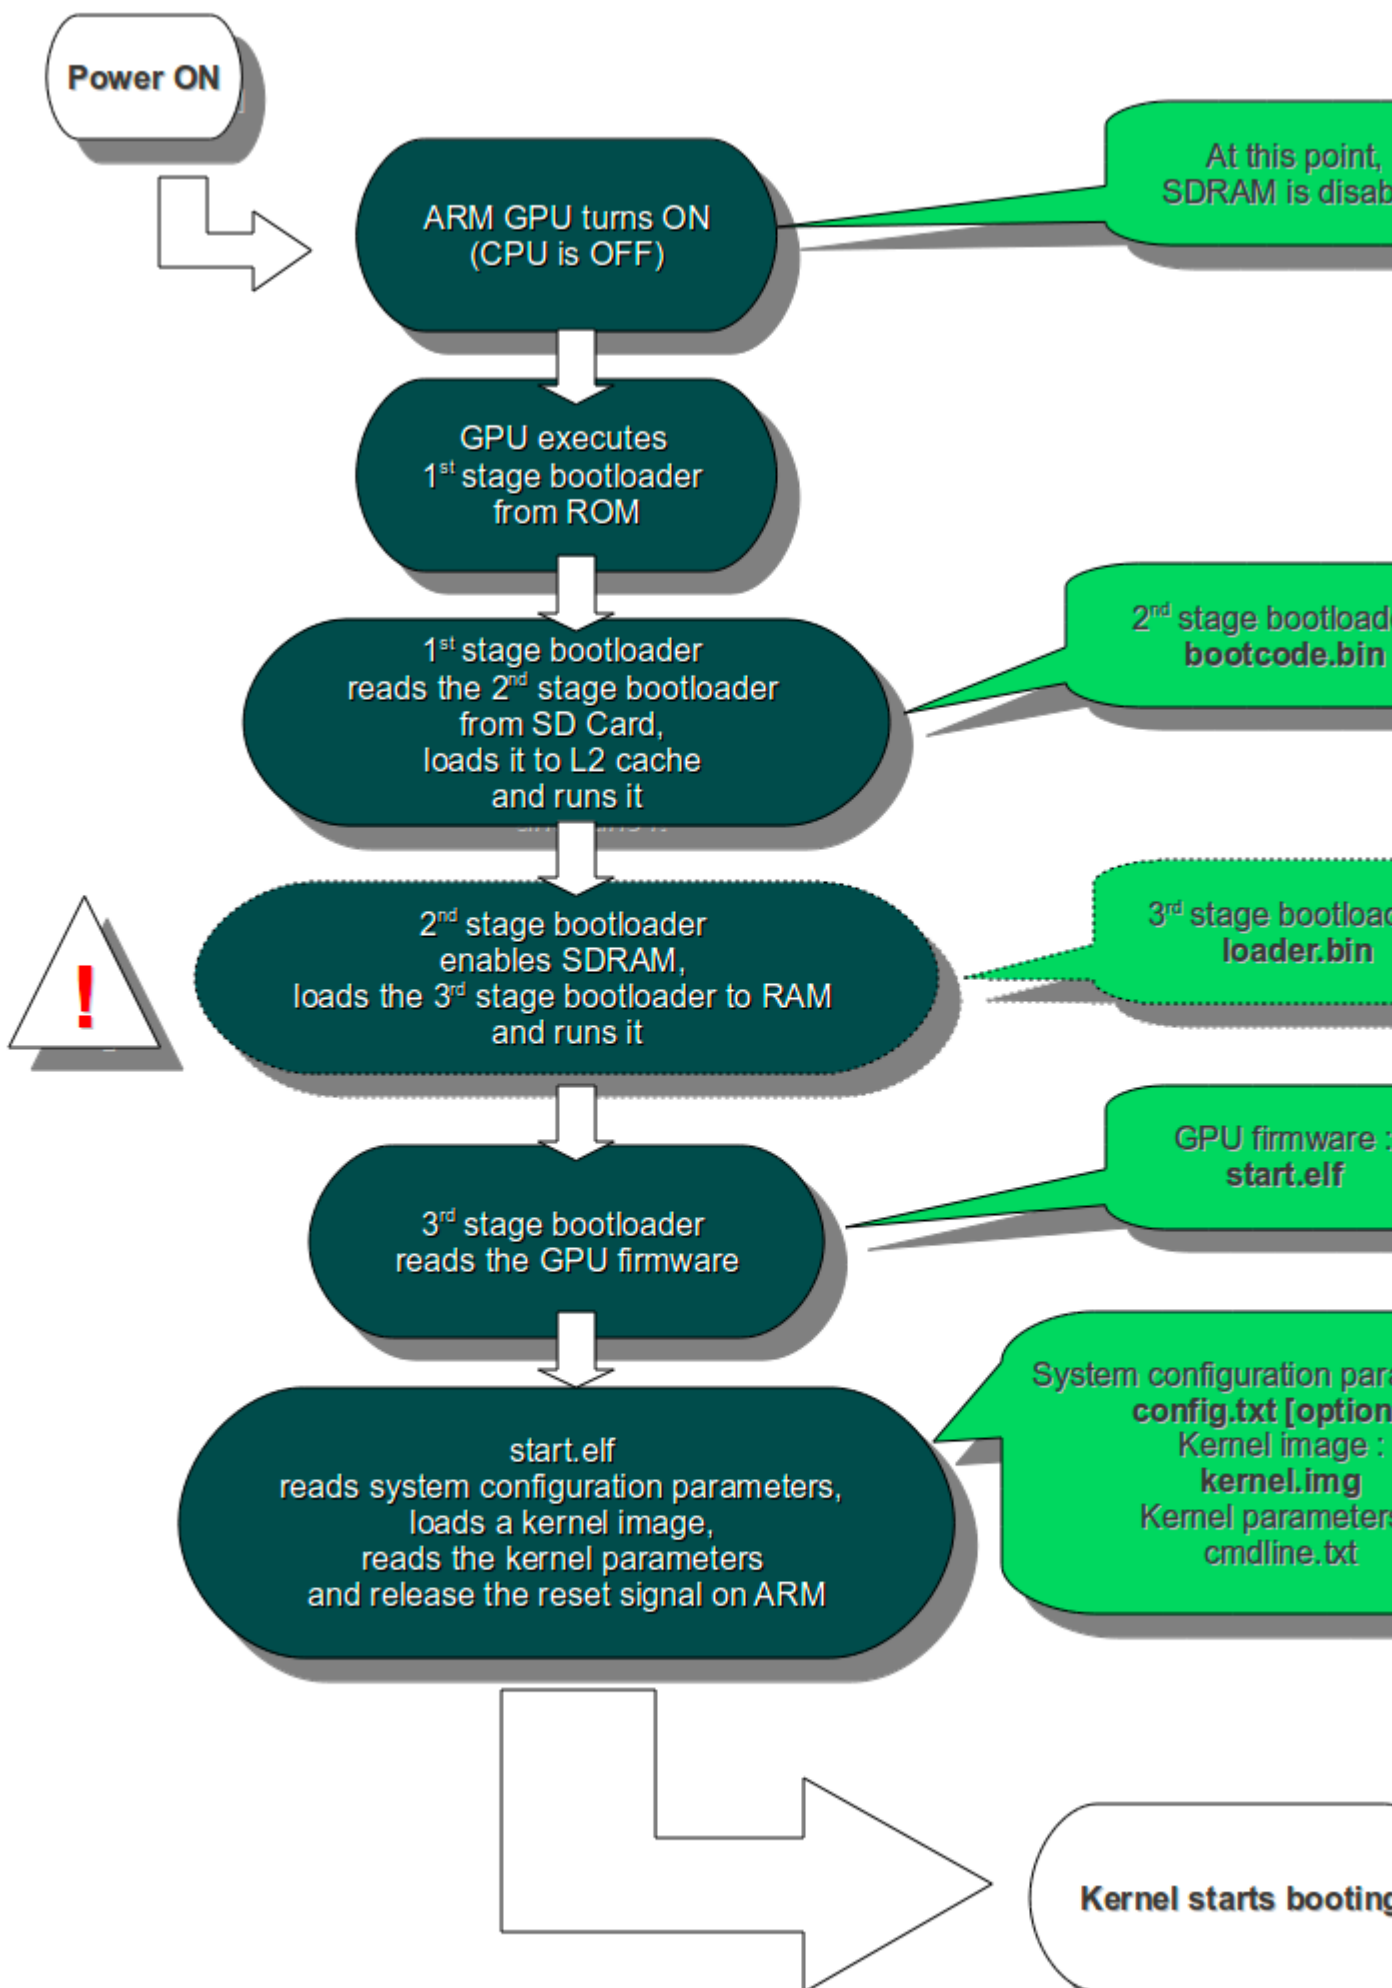 Power ON
At this point,
SDRAM is disab
ARM GPU turns ON
(CPU is OFF)
GPU executes
1st stage bootloader
from ROM
1st stage bootloader
reads the 2nd stage bootloader
from SD Card,
loads it to L2 cache
and runs it
2nd stage bootloade
bootcode.bin
2nd stage bootloader
enables SDRAM,
loads the 3rd stage bootloader to RAM
and runs it
3rd stage bootloac
loader.bin
!
3rd stage bootloader
reads the GPU firmware
GPU firmware :
start.elf
start.elf
reads system configuration parameters,
loads a kernel image,
reads the kernel parameters
and release the reset signal on ARM
System configuration para
config.txt [option
Kernel image :
kernel.img
Kernel parameters
cmdline.txt
Kernel starts booting